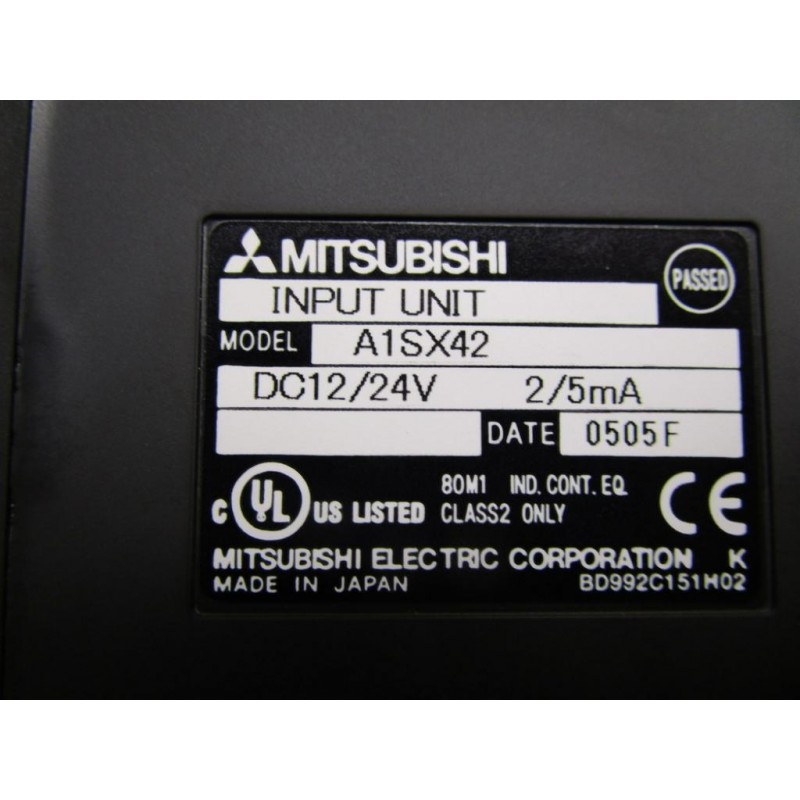 MITSUBISHI
PASSED
INPUT UNIT
MODEL A1SX42
DC12/24V 2/5mA
DATE 0505F
C UL US LISTED 80M1 IND. CONT. EQ. CLASS2 ONLY CE
MITSUBISHI ELECTRIC CORPORATION K
MADE IN JAPAN BD992C151H02